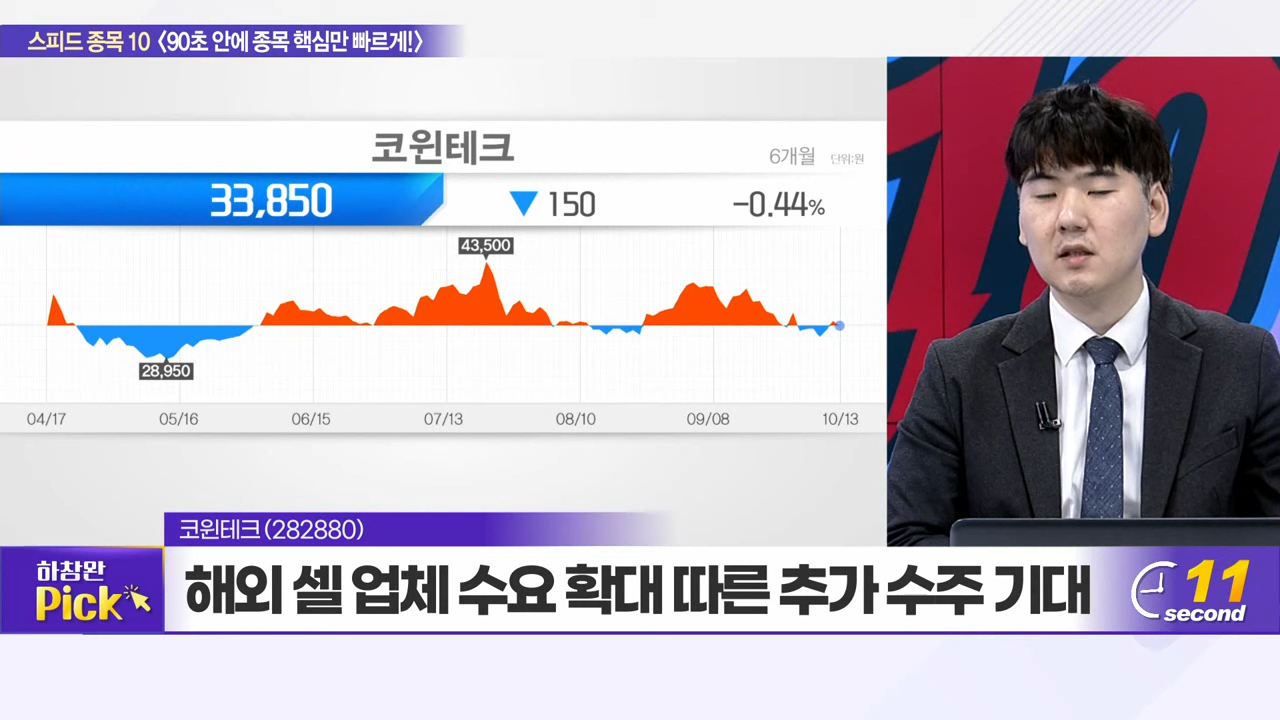 스피드 종목 10 〈90초 안에 종목 핵심만 빠르게!〉
코윈테크
6개월 단위:원
33,850 ▼ 150 -0.44%
43,500
28,950
04/17 05/16 06/15 07/13 08/10 09/08 10/13
코윈테크(282880)
하창완
Pick
해외 셀 업체 수요 확대 따른 추가 수주 기대
11
second